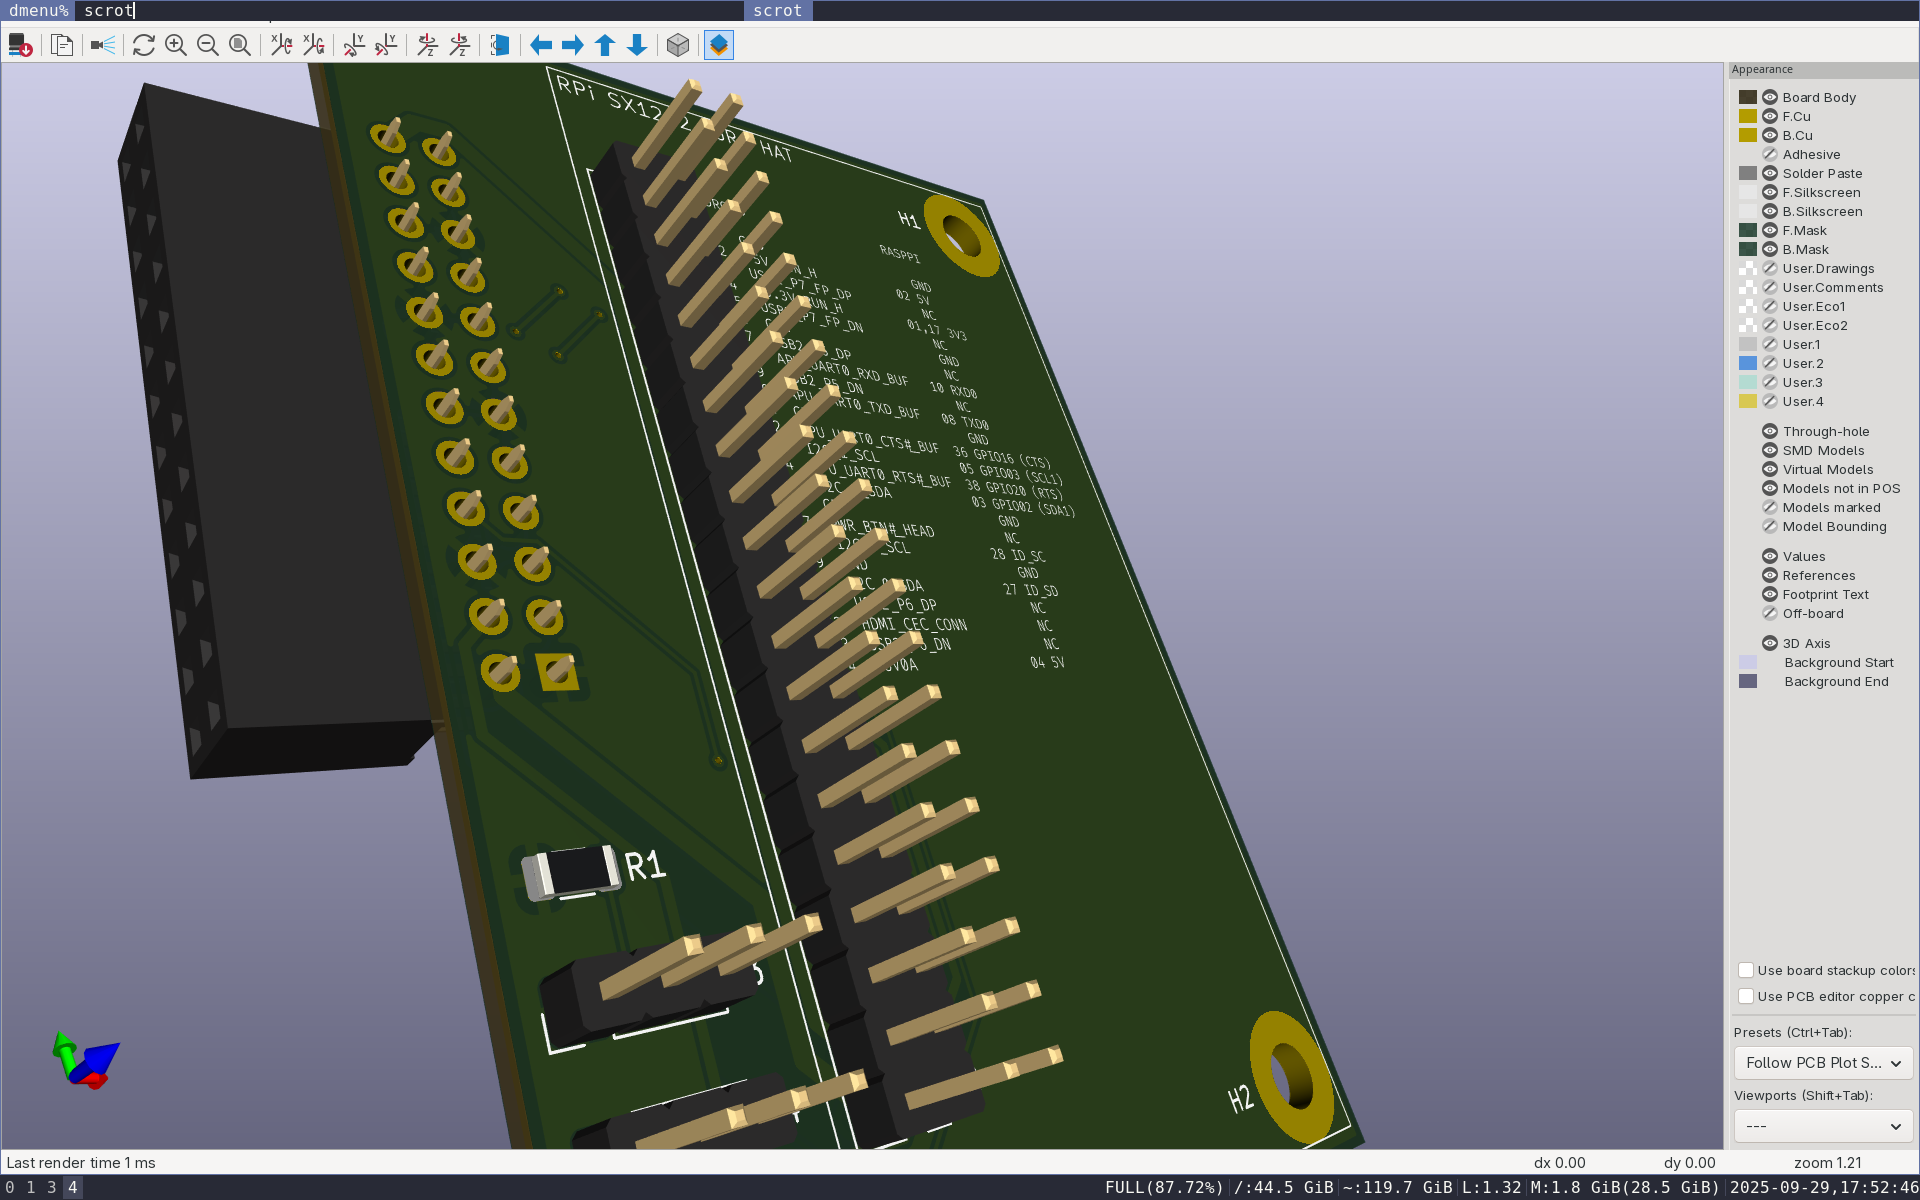 dmenu% scrot scrot
Appearance
Board Body
F.Cu
B.Cu
Adhesive
Solder Paste
F.Silkscreen
B.Silkscreen
F.Mask
B.Mask
User.Drawings
User.Comments
User.Eco1
User.Eco2
User.1
User.2
User.3
User.4
Through-hole
SMD Models
Virtual Models
Models not in POS
Models marked
Model Bounding
Values
References
Footprint Text
Off-board
3D Axis
Background Start
Background End
Use board stackup colors
Use PCB editor copper c
Presets (Ctrl+Tab):
Follow PCB Plot S...
Viewports (Shift+Tab):
---
RPi
HAT
H1
RASPPI
GND
02 5V
NC
01,17 3V3
NC
GND
NC
10 RXD0
NC
08 TXD0
GND
36 GPIO16 (CTS)
05 GPIO03 (SCL1)
38 GPIO20 (RTS)
03 GPIO02 (SDA1)
GND
NC
28 ID_SC
GND
27 ID_SD
NC
NC
NC
04 5V
R1
H2
Last render time 1 ms
dx 0.00 dy 0.00 zoom 1.21
0 1 3 4 FULL(87.72%) /:44.5 GiB ~:119.7 GiB L:1.32 M:1.8 GiB(28.5 GiB) 2025-09-29,17:52:46